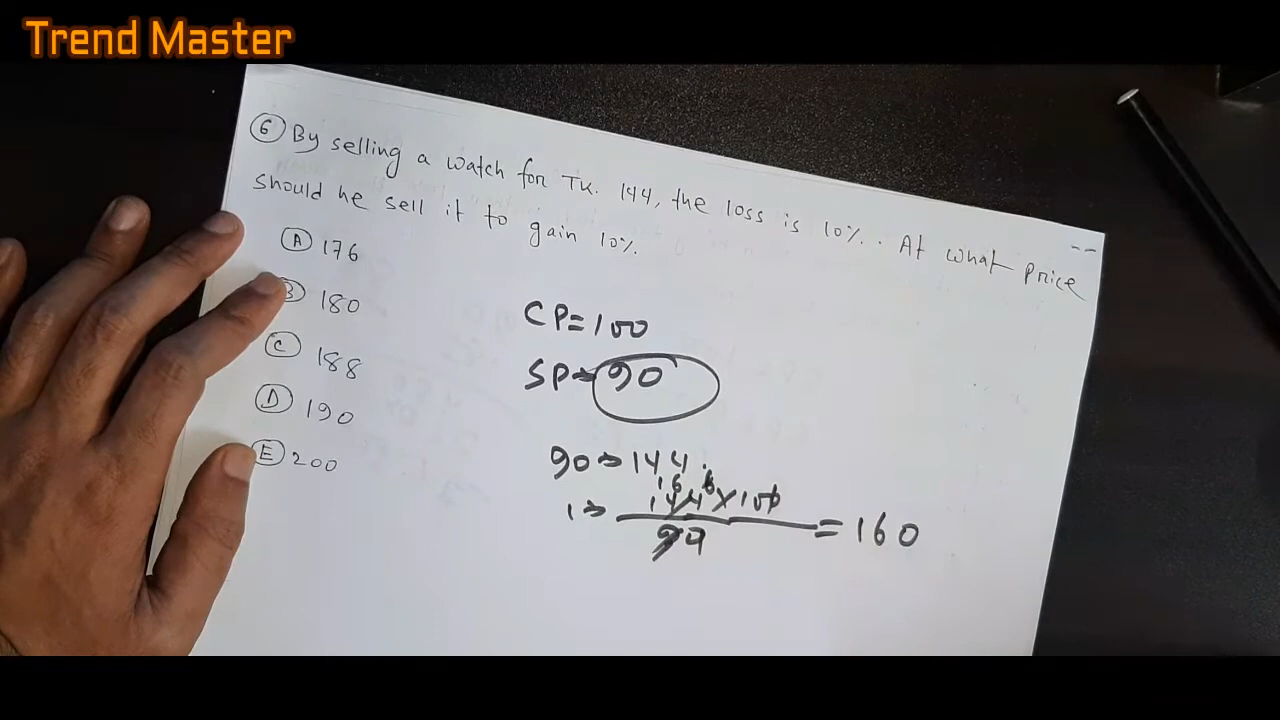 Trend Master
6 By selling a watch for TK. 144, the loss is 10%. At what price
should he sell it to gain 10%.
A 176
B 180
C 188
D 190
E 200
CP=100
SP⇒90
90⇒144
16
1⇒ 144×100 =160
90